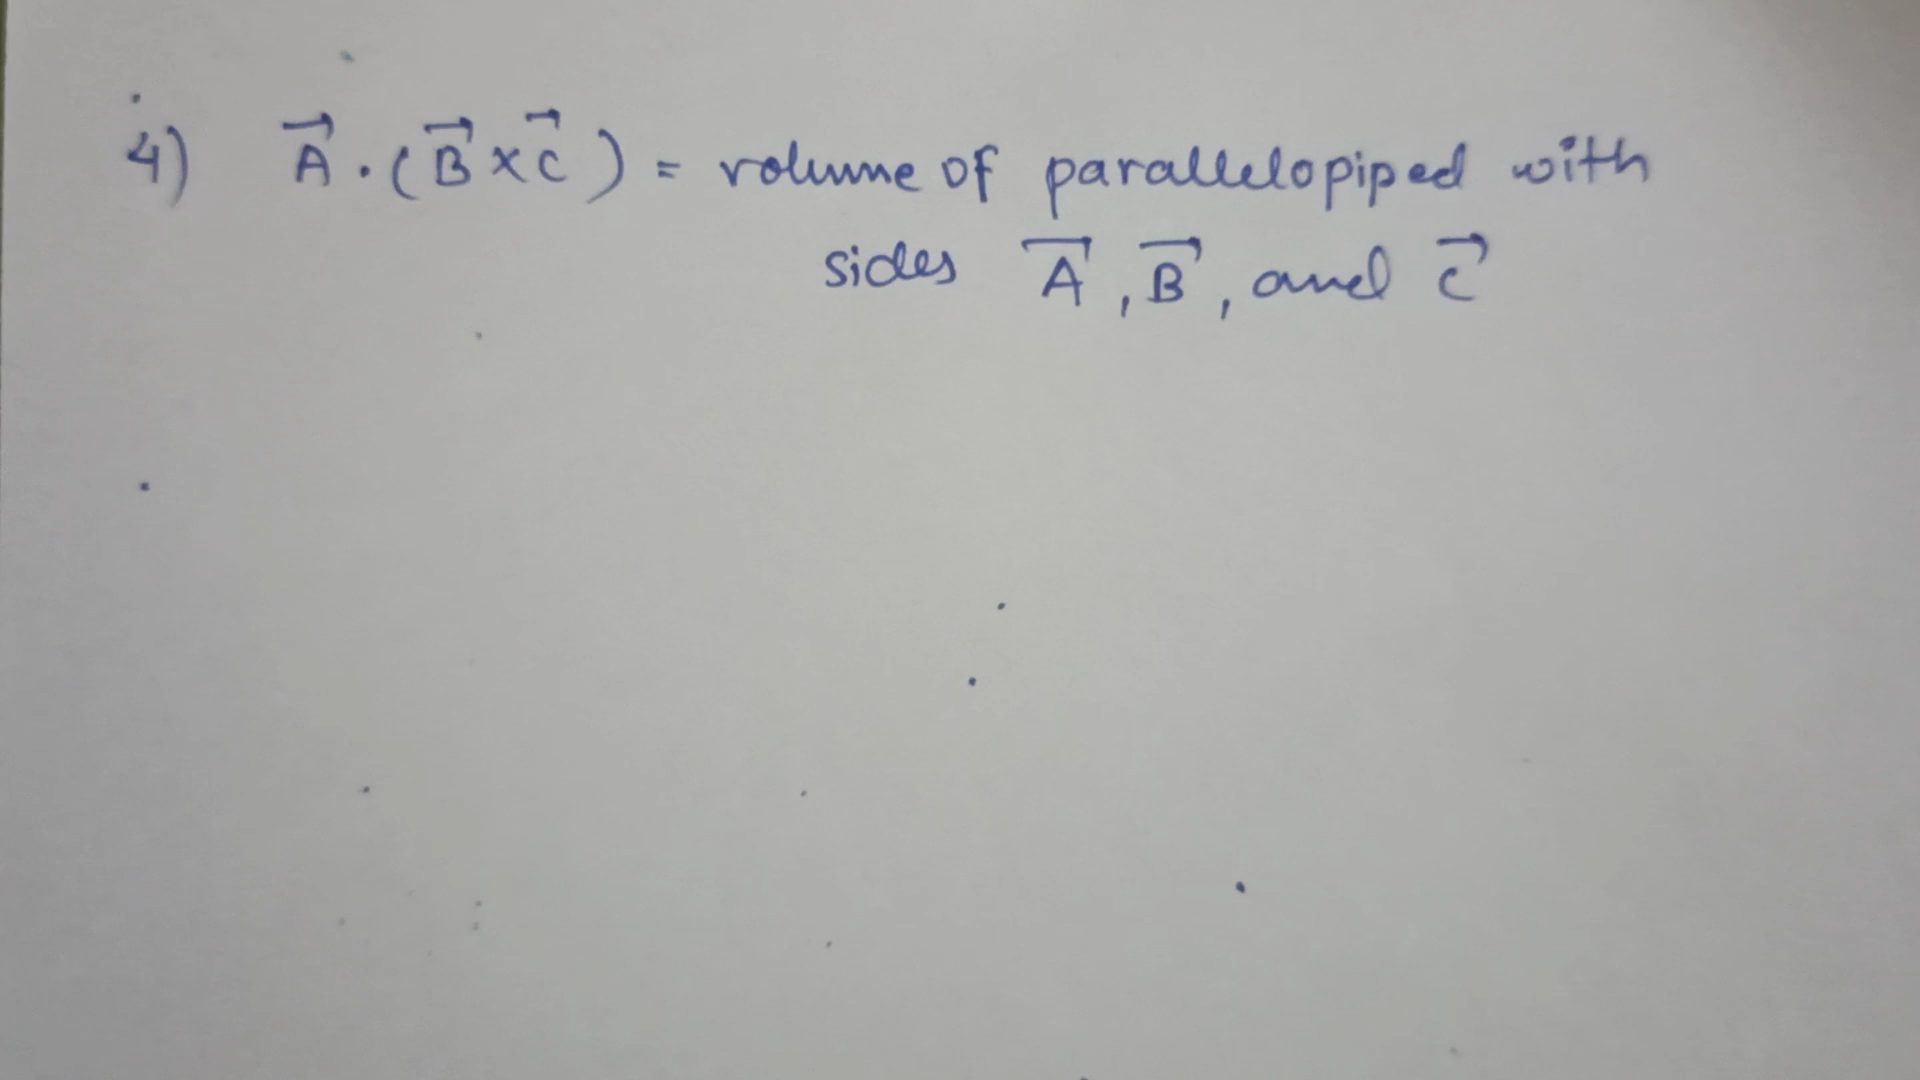 4) A⃗ . (B⃗ × C⃗) = volume of parallelopiped with
sides A⃗, B⃗, and C⃗